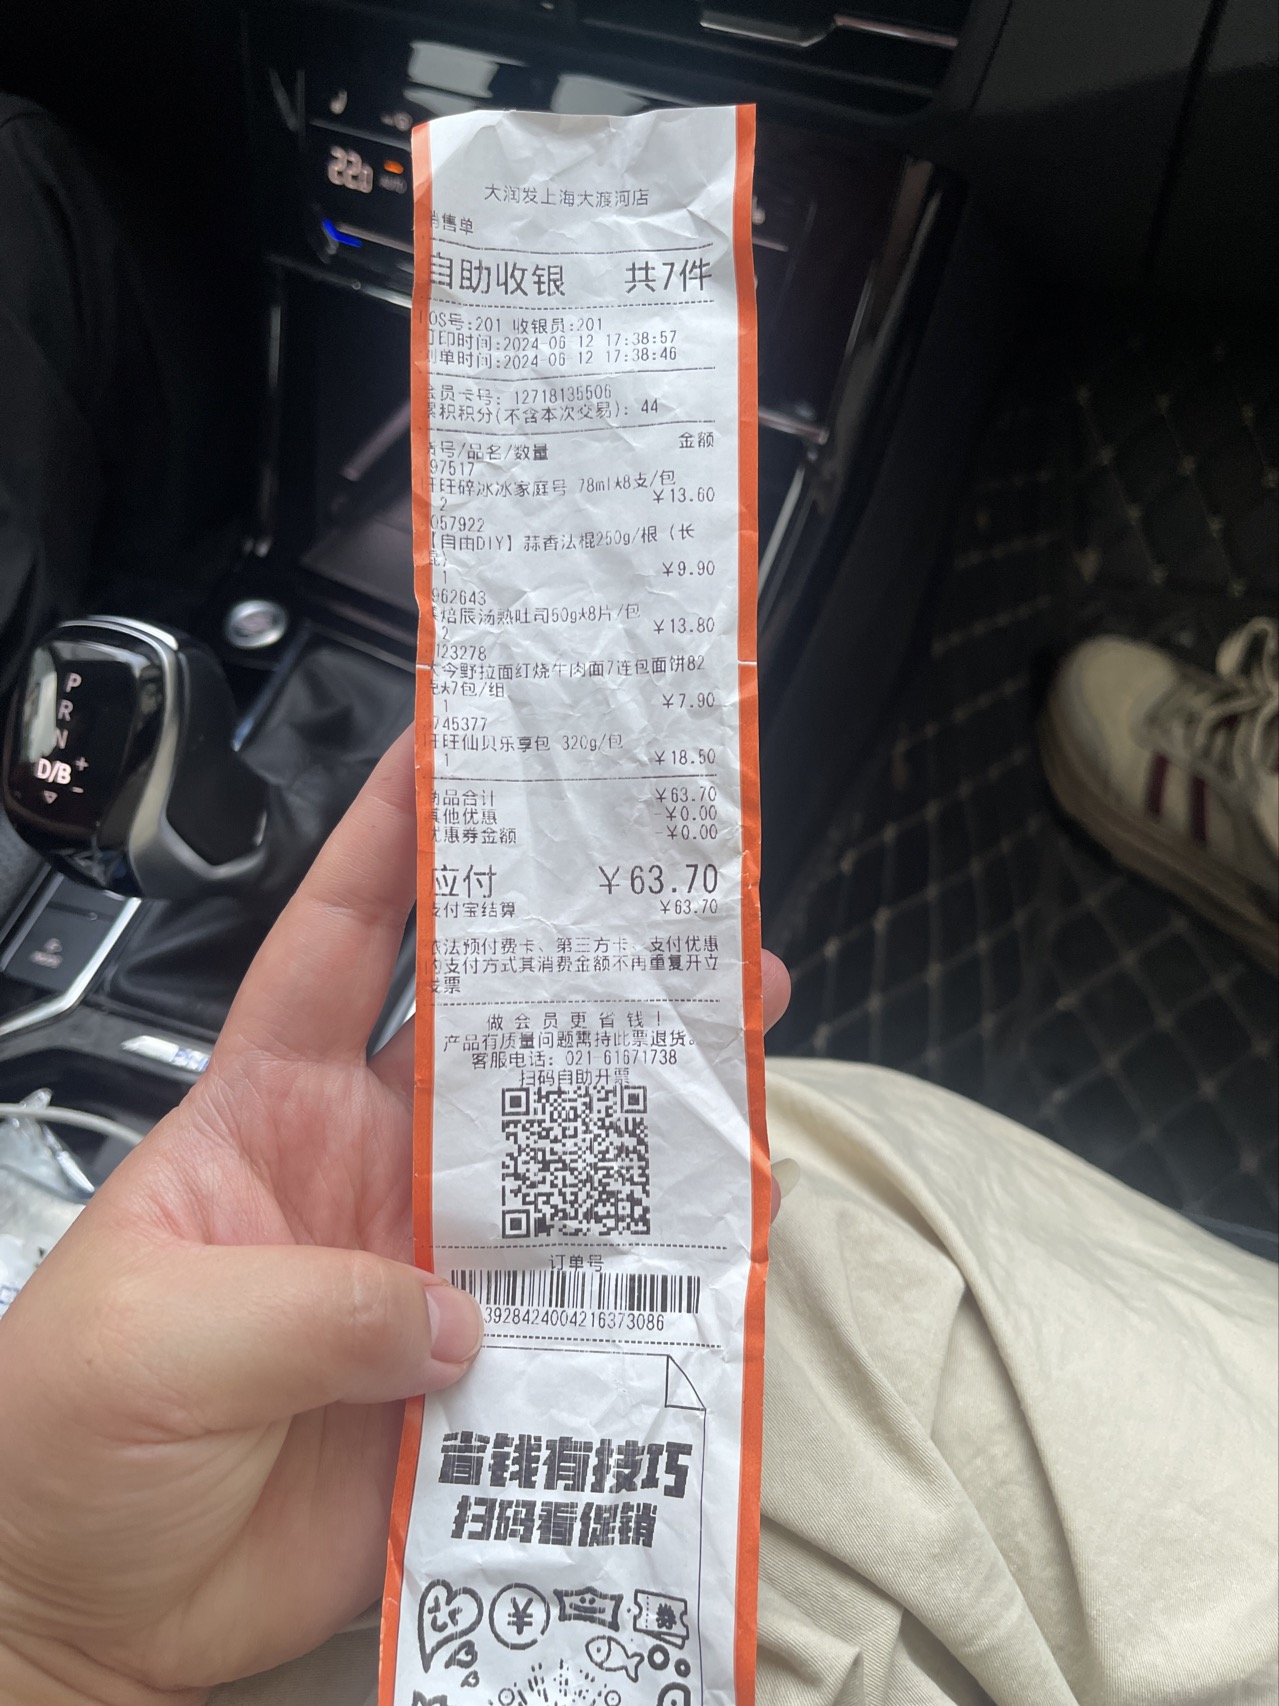 大润发上海大渡河店
销售单
自助收银 共7件
POS号:201 收银员:201
打印时间:2024-06-12 17:38:57
制单时间:2024-06-12 17:38:46
会员卡号: 12718135506
累积积分(不含本次交易): 44
货号/品名/数量 金额
97517
旺旺碎冰冰家庭号 78ml*8支/包
2 ¥13.60
057922
【自由DIY】蒜香法棍250g/根（长
1 ¥9.90
962643
焙辰汤熟吐司50g*8片/包
2 ¥13.80
123278
今野拉面红烧牛肉面7连包面饼82
克*7包/组
1 ¥7.90
745377
旺旺仙贝乐享包 320g/包
1 ¥18.50
商品合计 ¥63.70
其他优惠 -¥0.00
优惠券金额 -¥0.00
应付 ¥63.70
支付宝结算 ¥63.70
依法预付费卡、第三方卡、支付优惠
的支付方式其消费金额不再重复开立
发票
做会员更省钱!
产品有质量问题需持此票退货。
客服电话: 021-61671738
扫码自助开票
订单号
3928424004216373086
省钱有技巧
扫码看促销
券
22.0
P
R
N
D/B
+
-